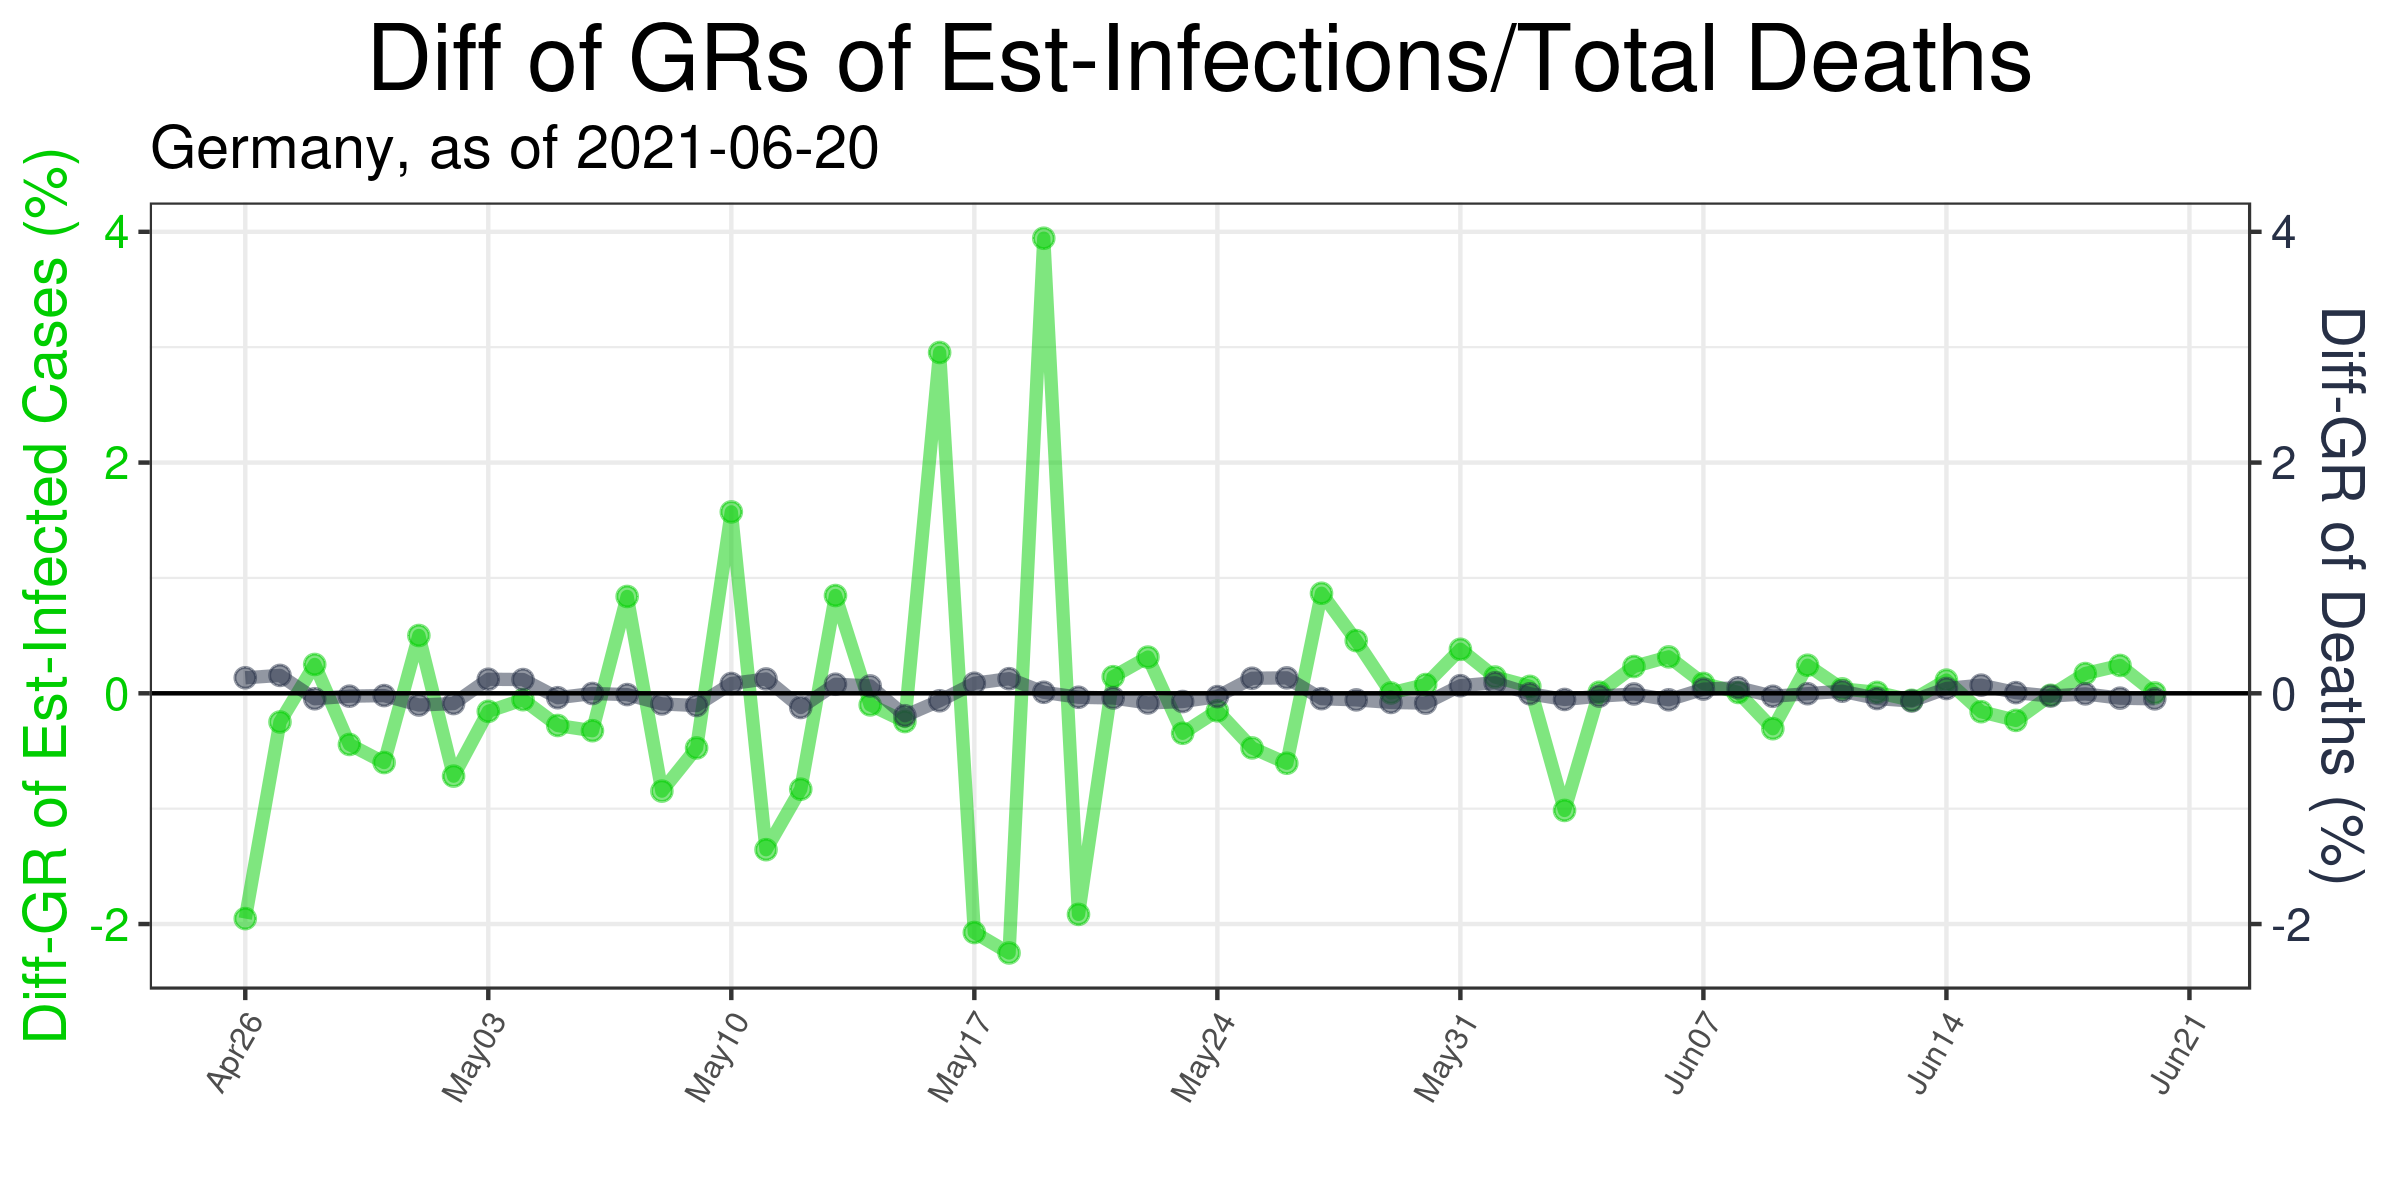 Diff of GRs of Est-Infections/Total Deaths
Germany, as of 2021-06-20
Diff-GR of Est-Infected Cases (%)
4
2
0
-2
4
2
0
-2
Diff-GR of Deaths (%)
Apr26
May03
May10
May17
May24
May31
Jun07
Jun14
Jun21